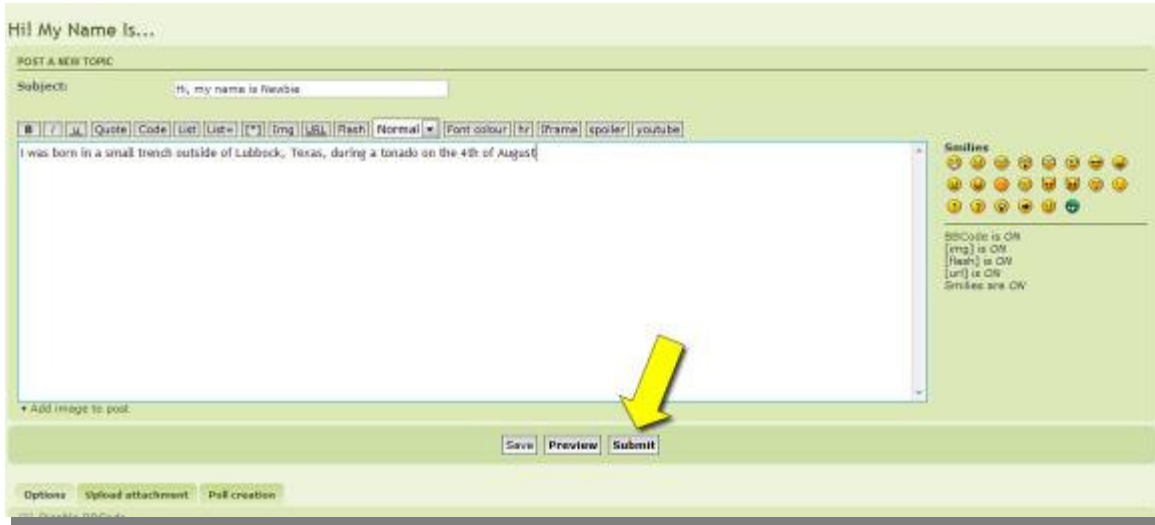 Hi! My Name Is...
POST A NEW TOPIC
Subject: Hi, my name is Newbie
B i u Quote Code List List= [*] Img URL Flash Normal Font colour hr Iframe spoiler youtube
I was born in a small trench outside of Lubbock, Texas, during a tonado on the 4th of August
Smilies
BBCode is ON
[img] is ON
[flash] is ON
[url] is ON
Smilies are ON
+ Add image to post
Save Preview Submit
Options Upload attachment Poll creation
Disable BBCode